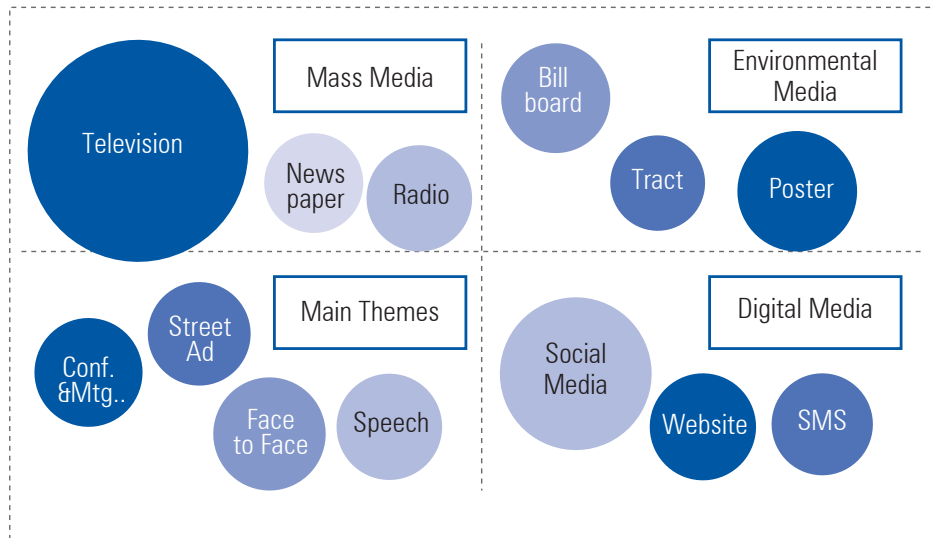 Mass Media
Television
News
paper
Radio
Environmental
Media
Bill
board
Tract
Poster
Main Themes
Street
Ad
Conf.
&Mtg..
Face
to Face
Speech
Digital Media
Social
Media
Website
SMS